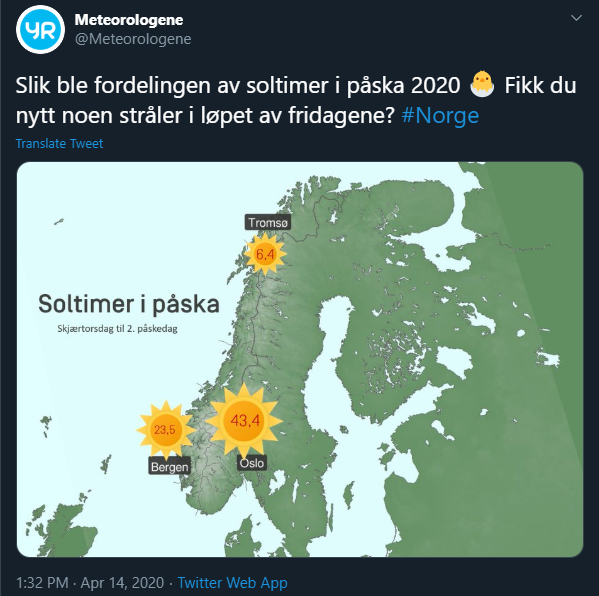 YR
Meteorologene
@Meteorologene
Slik ble fordelingen av soltimer i påska 2020 🐣 Fikk du
nytt noen stråler i løpet av fridagene? #Norge
Translate Tweet
Tromsø
6,4
Soltimer i påska
Skjærtorsdag til 2. påskedag
43,4
23,5
Oslo
Bergen
1:32 PM · Apr 14, 2020 · Twitter Web App